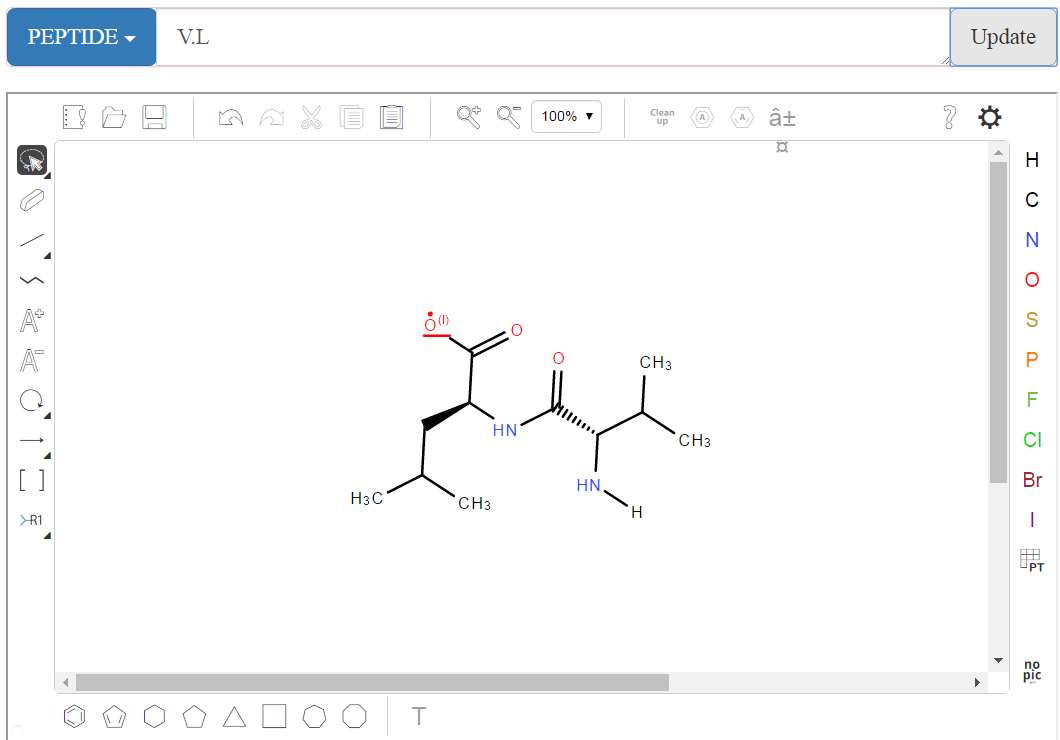 PEPTIDE V.L Update
100% Clean up A A â±
¤
H
C
N
O
S
P
F
Cl
Br
I
PT
no pic
A+
A-
[ ]
R1
O(I) O
O CH3
HN CH3
H3C CH3 HN
H
T